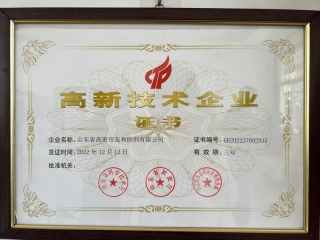 高新技术企业
证书
企业名称：山东省高密市友和助剂有限公司
证书编号：GR202237002835
发证时间：2022年12月12日
有效期：三年
批准机关：